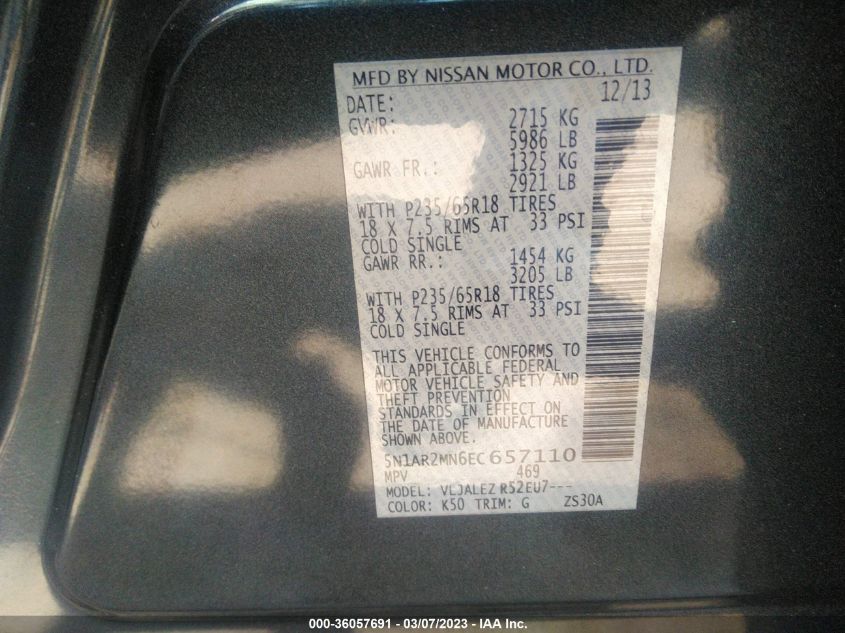 MFD BY NISSAN MOTOR CO., LTD.
DATE: 12/13
GVWR: 2715 KG
5986 LB
GAWR FR.: 1325 KG
2921 LB
WITH P235/65R18 TIRES
18 X 7.5 RIMS AT 33 PSI
COLD SINGLE
GAWR RR.: 1454 KG
3205 LB
WITH P235/65R18 TIRES
18 X 7.5 RIMS AT 33 PSI
COLD SINGLE
THIS VEHICLE CONFORMS TO
ALL APPLICABLE FEDERAL
MOTOR VEHICLE SAFETY AND
THEFT PREVENTION
STANDARDS IN EFFECT ON
THE DATE OF MANUFACTURE
SHOWN ABOVE.
5N1AR2MN6EC657110
MPV 469
MODEL: VLJALEZ R52EU7---
COLOR: K50 TRIM: G ZS30A
000-36057691 - 03/07/2023 - IAA Inc.